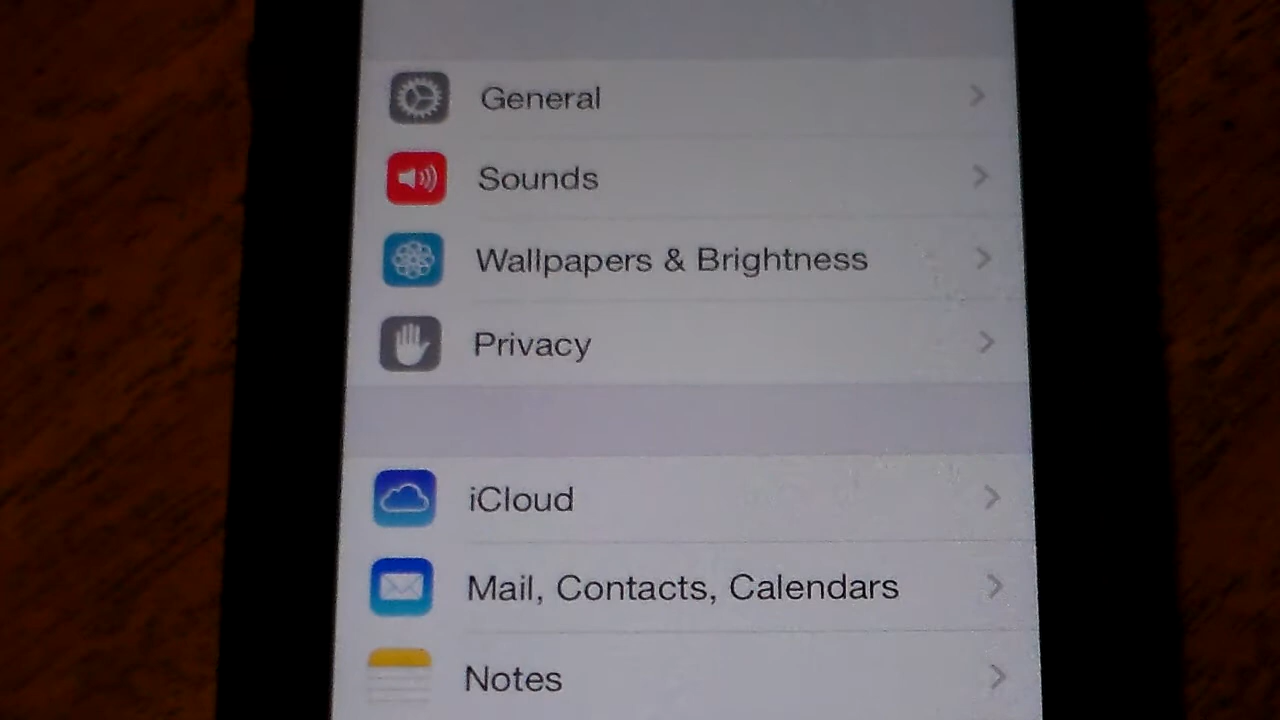 General
Sounds
Wallpapers & Brightness
Privacy
iCloud
Mail, Contacts, Calendars
Notes